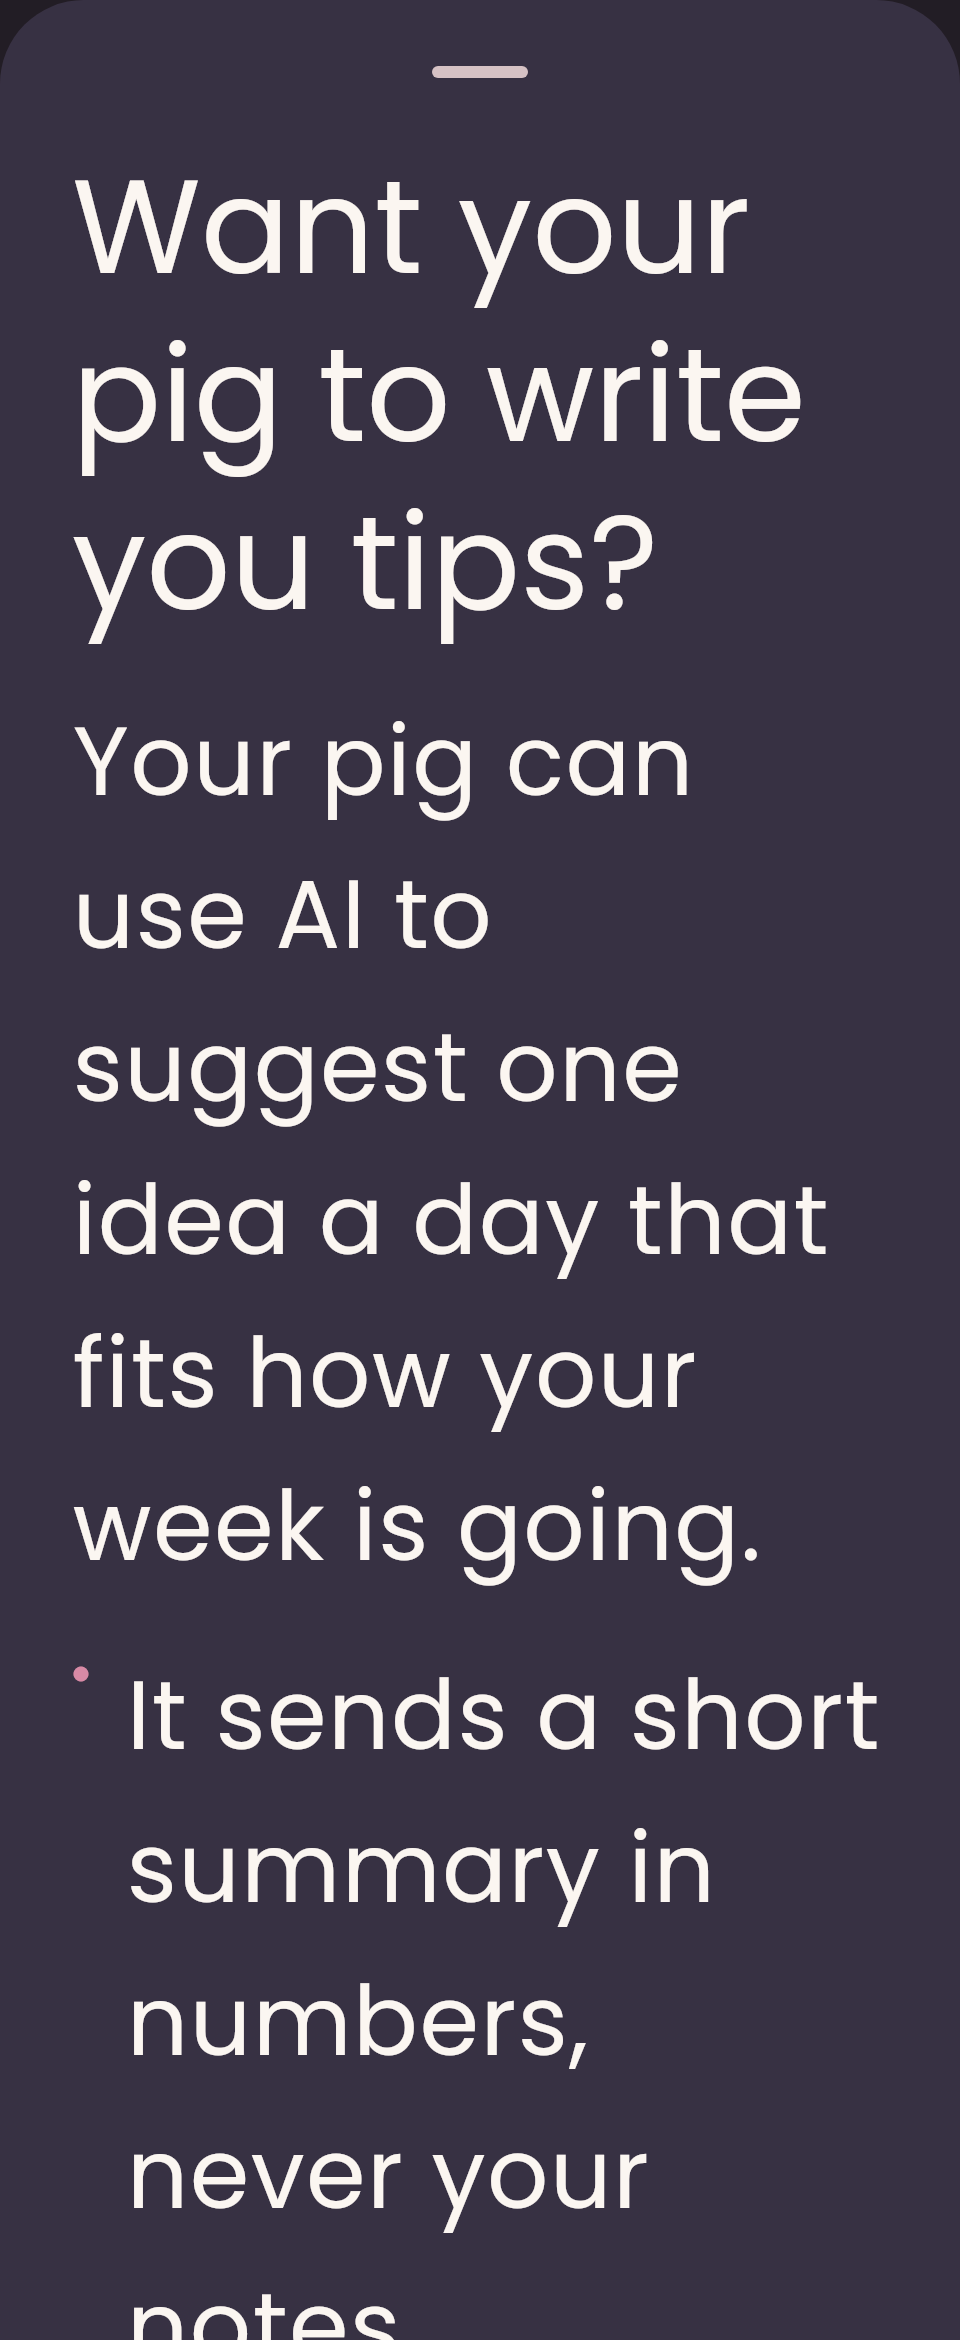 Want your
pig to write
you tips?
Your pig can
use AI to
suggest one
idea a day that
fits how your
week is going.
It sends a short
summary in
numbers,
never your
notes